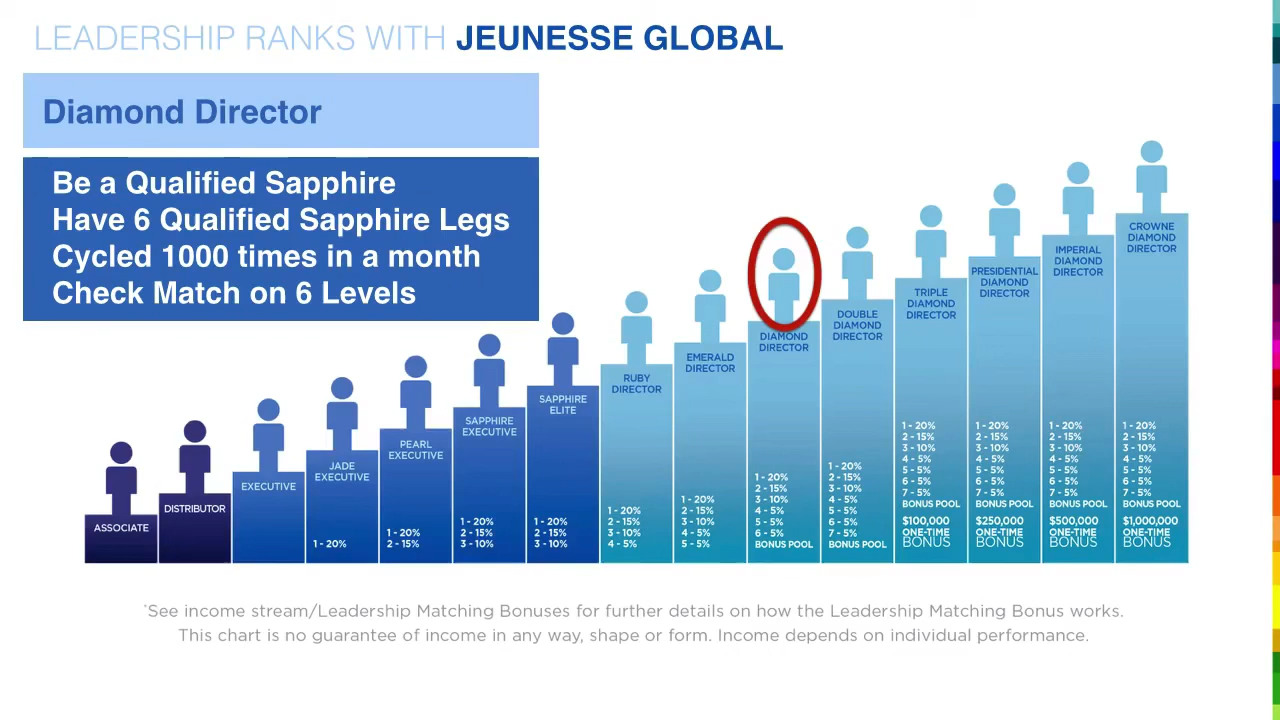 LEADERSHIP RANKS WITH JEUNESSE GLOBAL
Diamond Director
Be a Qualified Sapphire
Have 6 Qualified Sapphire Legs
Cycled 1000 times in a month
Check Match on 6 Levels
ASSOCIATE
DISTRIBUTOR
EXECUTIVE
JADE
EXECUTIVE
1 - 20%
PEARL
EXECUTIVE
1 - 20%
2 - 15%
SAPPHIRE
EXECUTIVE
1 - 20%
2 - 15%
3 - 10%
SAPPHIRE
ELITE
1 - 20%
2 - 15%
3 - 10%
RUBY
DIRECTOR
1 - 20%
2 - 15%
3 - 10%
4 - 5%
EMERALD
DIRECTOR
1 - 20%
2 - 15%
3 - 10%
4 - 5%
5 - 5%
DIAMOND
DIRECTOR
1 - 20%
2 - 15%
3 - 10%
4 - 5%
5 - 5%
6 - 5%
BONUS POOL
DOUBLE
DIAMOND
DIRECTOR
1 - 20%
2 - 15%
3 - 10%
4 - 5%
5 - 5%
6 - 5%
7 - 5%
BONUS POOL
TRIPLE
DIAMOND
DIRECTOR
1 - 20%
2 - 15%
3 - 10%
4 - 5%
5 - 5%
6 - 5%
7 - 5%
BONUS POOL
$100,000
ONE-TIME
BONUS
PRESIDENTIAL
DIAMOND
DIRECTOR
1 - 20%
2 - 15%
3 - 10%
4 - 5%
5 - 5%
6 - 5%
7 - 5%
BONUS POOL
$250,000
ONE-TIME
BONUS
IMPERIAL
DIAMOND
DIRECTOR
1 - 20%
2 - 15%
3 - 10%
4 - 5%
5 - 5%
6 - 5%
7 - 5%
BONUS POOL
$500,000
ONE-TIME
BONUS
CROWNE
DIAMOND
DIRECTOR
1 - 20%
2 - 15%
3 - 10%
4 - 5%
5 - 5%
6 - 5%
7 - 5%
BONUS POOL
$1,000,000
ONE-TIME
BONUS
*See income stream/Leadership Matching Bonuses for further details on how the Leadership Matching Bonus works.
This chart is no guarantee of income in any way, shape or form. Income depends on individual performance.